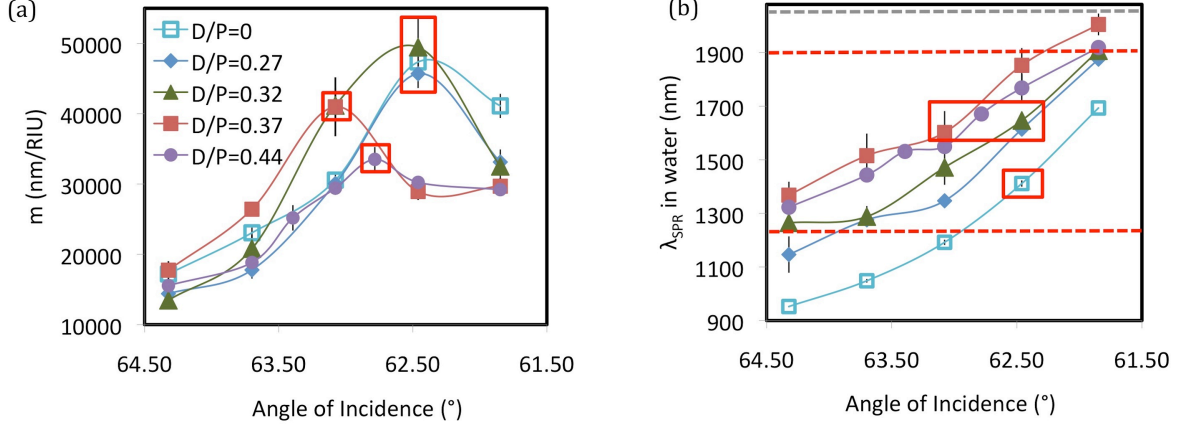 (a)
m (nm/RIU)
50000
40000
30000
20000
10000
D/P=0
D/P=0.27
D/P=0.32
D/P=0.37
D/P=0.44
64.50 63.50 62.50 61.50
Angle of Incidence (°)
(b)
λSPR in water (nm)
1900
1700
1500
1300
1100
900
64.50 63.50 62.50 61.50
Angle of Incidence (°)